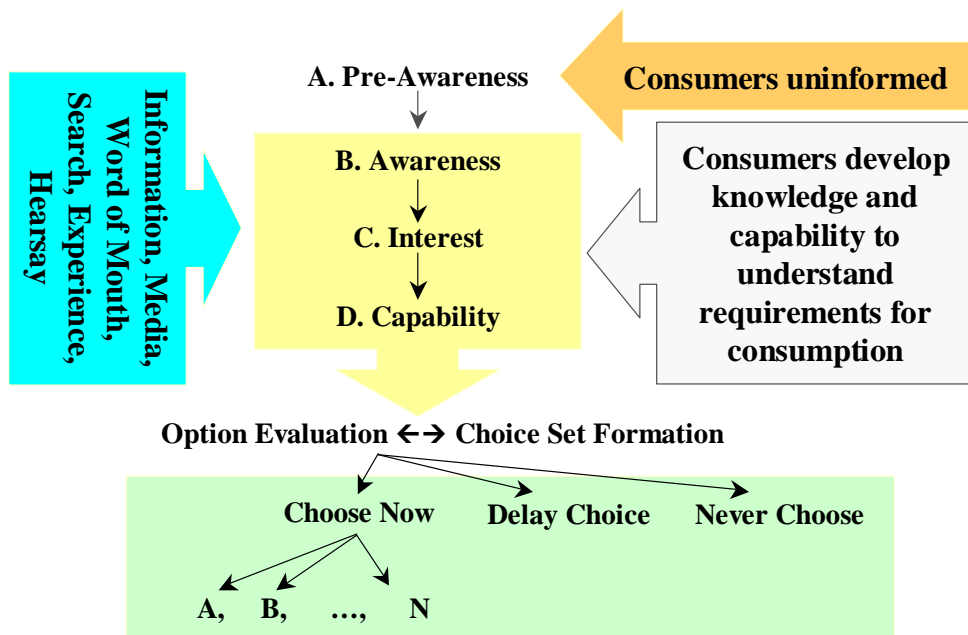 A. Pre-Awareness
Consumers uninformed
Information, Media,
Word of Mouth,
Search, Experience,
Hearsay
B. Awareness
C. Interest
D. Capability
Consumers develop
knowledge and
capability to
understand
requirements for
consumption
Option Evaluation ←→ Choice Set Formation
Choose Now
Delay Choice
Never Choose
A, B, …, N